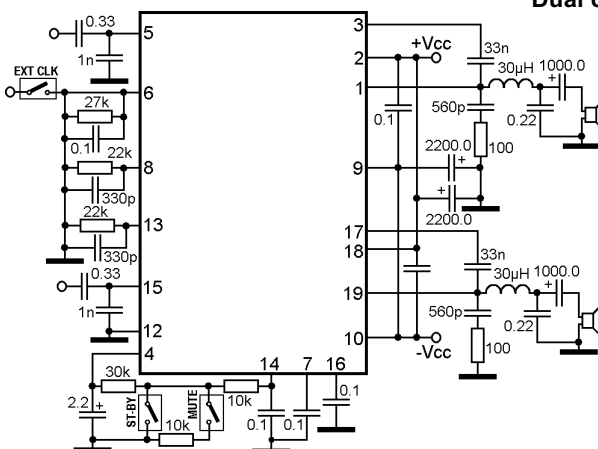 Dual
0.33
5
1n
EXT CLK
6
27k
0.1
22k
8
330p
22k
13
330p
0.33
15
1n
12
4
30k
2.2
+
ST-BY
MUTE
10k
10k
14
7
16
0.1
0.1
0.1
3
+Vcc
2
1
33n
30µH
1000.0
+
560p
0.22
0.1
100
2200.0
+
9
+
2200.0
17
18
33n
30µH
1000.0
+
19
560p
0.22
100
10
-Vcc